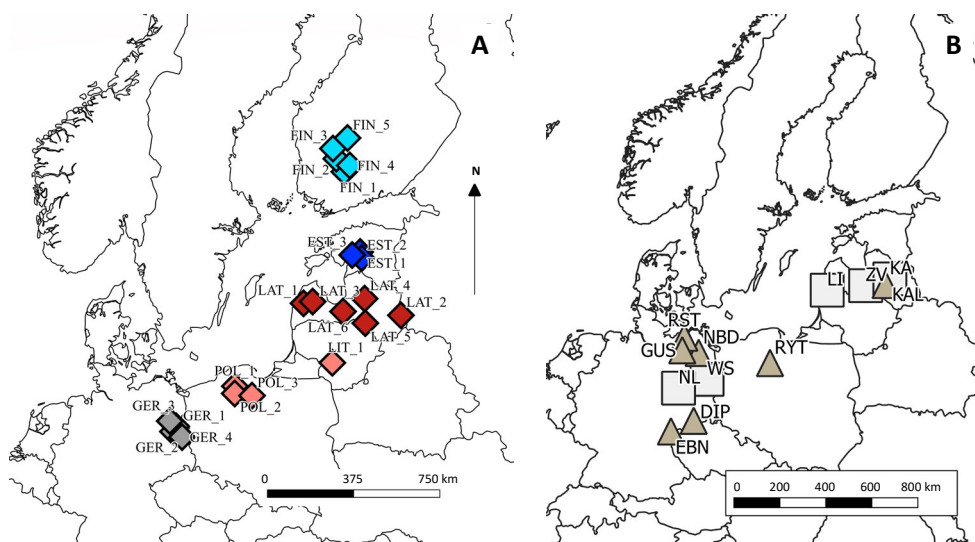 A
N
FIN_5
FIN_3
FIN_4
FIN_2
FIN_1
EST_3
EST_2
EST_1
LAT_1
LAT_3
LAT_4
LAT_2
LAT_6
LAT_5
LIT_1
POL_1
POL_3
POL_2
GER_3
GER_1
GER_4
GER_2
0 375 750 km
B
LI
ZV
KA
KAL
RST
NBD
GUS
WS
RYT
NL
DIP
EBN
0 200 400 600 800 km